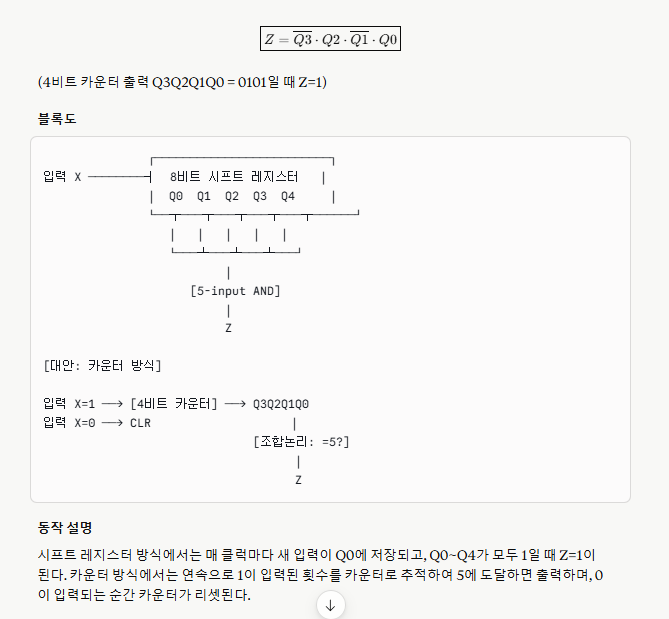 Z = \overline{Q3} · Q2 · \overline{Q1} · Q0
(4비트 카운터 출력 Q3Q2Q1Q0 = 0101일 때 Z=1)
블록도
입력 X 8비트 시프트 레지스터
Q0 Q1 Q2 Q3 Q4
[5-input AND]
Z
[대안: 카운터 방식]
입력 X=1 ──> [4비트 카운터] ──> Q3Q2Q1Q0
입력 X=0 ──> CLR
[조합논리: =5?]
Z
동작 설명
시프트 레지스터 방식에서는 매 클럭마다 새 입력이 Q0에 저장되고, Q0~Q4가 모두 1일 때 Z=1이
된다. 카운터 방식에서는 연속으로 1이 입력된 횟수를 카운터로 추적하여 5에 도달하면 출력하며, 0
이 입력되는 순간 카운터가 리셋된다.